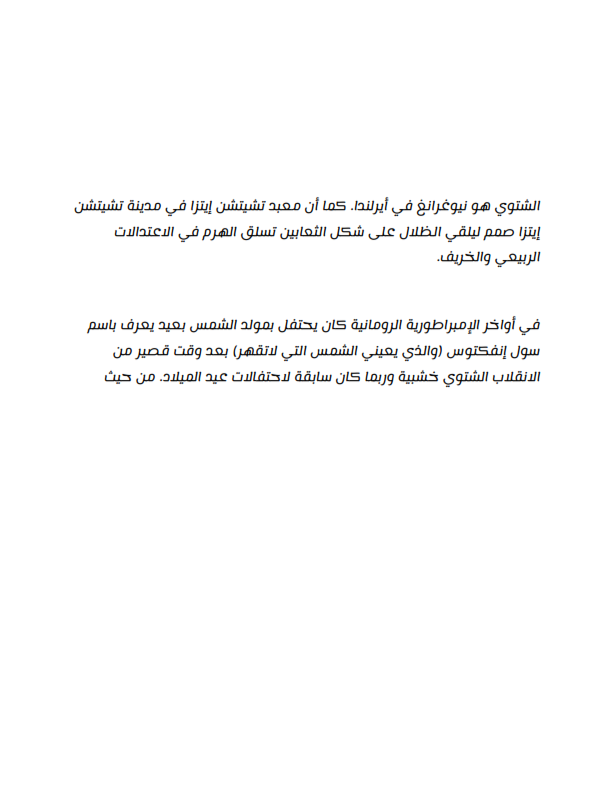 الشتوي هو نيوغرانغ في أيرلندا. كما أن معبد تشيتشن إيتزا في مدينة تشيتشن
إيتزا صمم ليلقي الظلال على شكل الثعابين تسلق الهرم في الاعتدالات
الربيعي والخريف.
في أواخر الإمبراطورية الرومانية كان يحتفل بمولد الشمس بعيد يعرف باسم
سول إنفكتوس (والذي يعيني الشمس التي لاتقهر) بعد وقت قصير من
الانقلاب الشتوي خشبية وربما كان سابقة لاحتفالات عيد الميلاد. من حيث